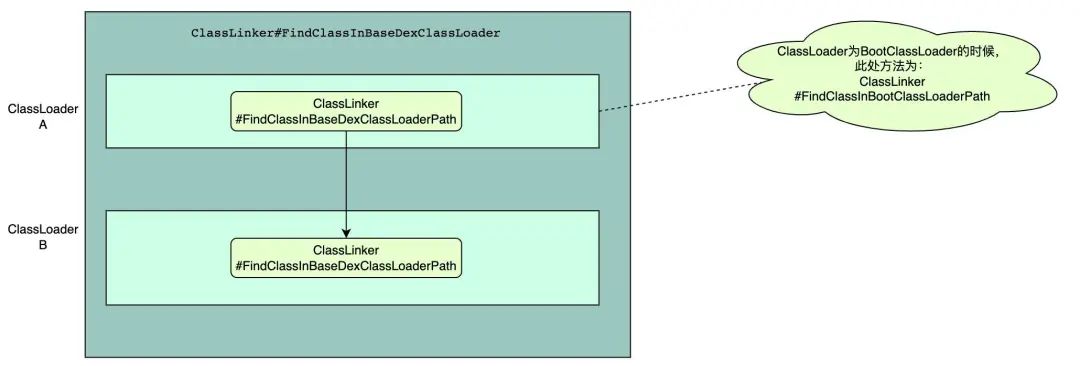 ClassLinker#FindClassInBaseDexClassLoader
ClassLoader
A
ClassLinker
#FindClassInBaseDexClassLoaderPath
ClassLoader为BootClassLoader的时候,
此处方法为:
ClassLinker
#FindClassInBootClassLoaderPath
ClassLoader
B
ClassLinker
#FindClassInBaseDexClassLoaderPath